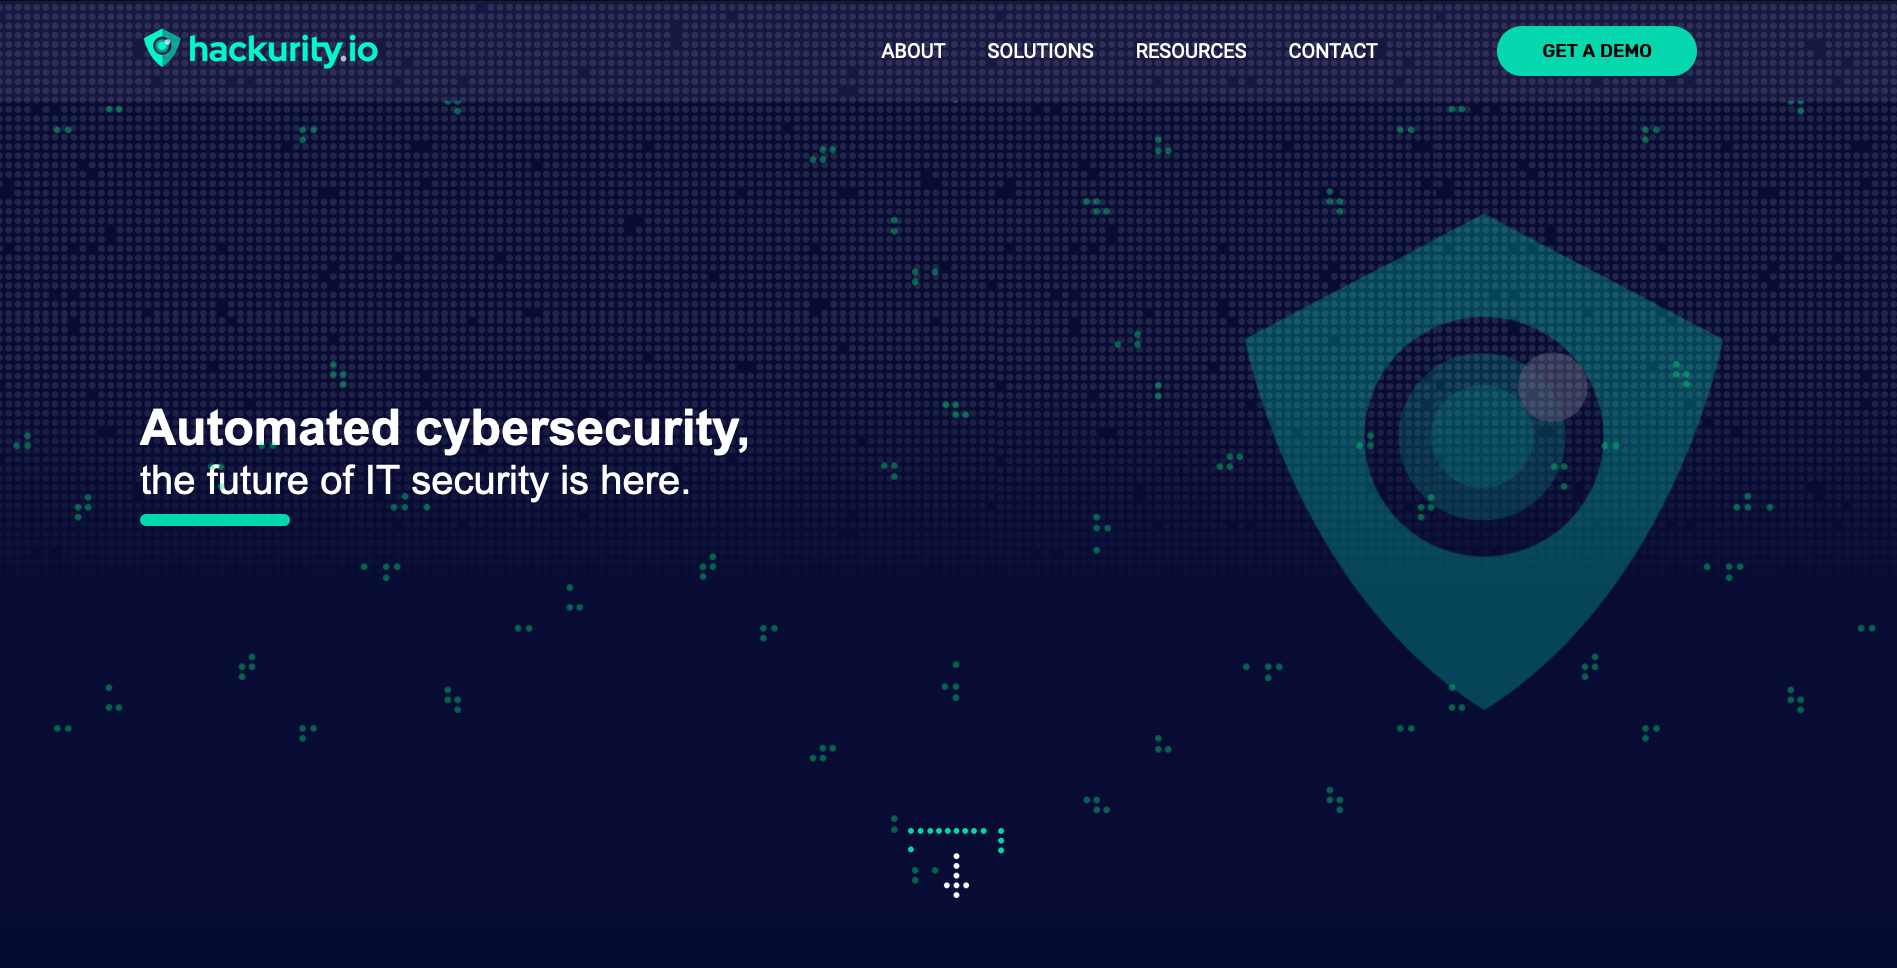 hackurity.io
ABOUT SOLUTIONS RESOURCES CONTACT
GET A DEMO
Automated cybersecurity,
the future of IT security is here.